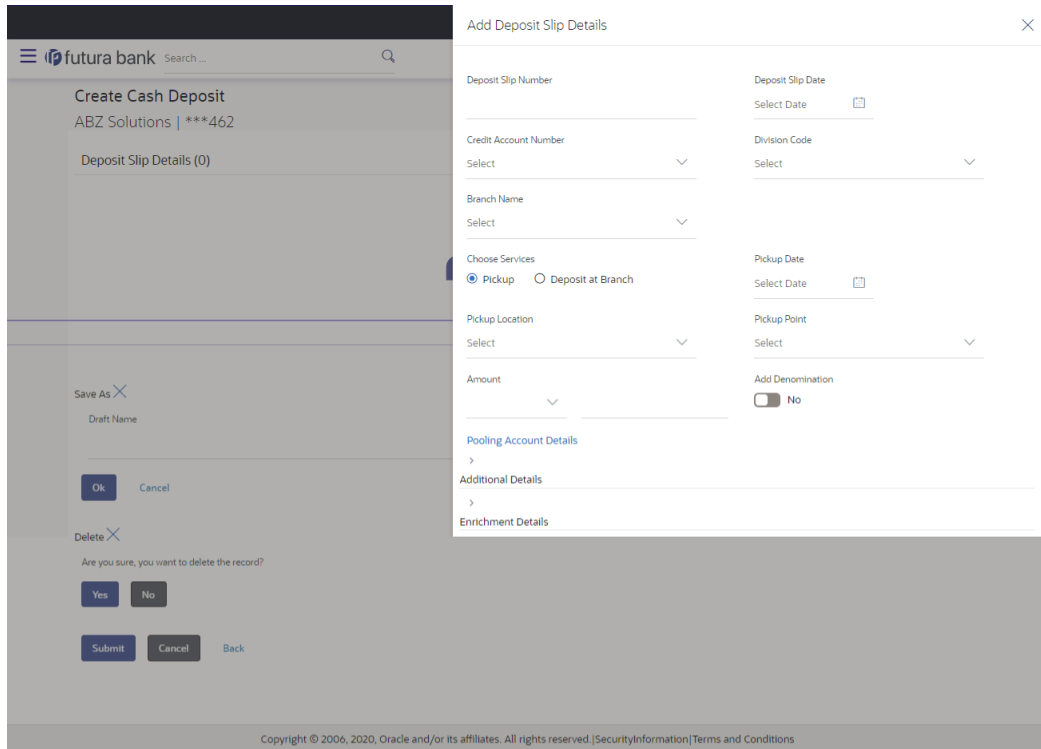 futura bank Search ...
Create Cash Deposit
ABZ Solutions | ***462
Deposit Slip Details (0)
Save As
Draft Name
Ok Cancel
Delete
Are you sure, you want to delete the record?
Yes No
Submit Cancel Back
Add Deposit Slip Details
Deposit Slip Number Deposit Slip Date
Select Date
Credit Account Number Division Code
Select Select
Branch Name
Select
Choose Services Pickup Date
Pickup Deposit at Branch Select Date
Pickup Location Pickup Point
Select Select
Amount Add Denomination
No
Pooling Account Details
Additional Details
Enrichment Details
Copyright © 2006, 2020, Oracle and/or its affiliates. All rights reserved.|SecurityInformation|Terms and Conditions